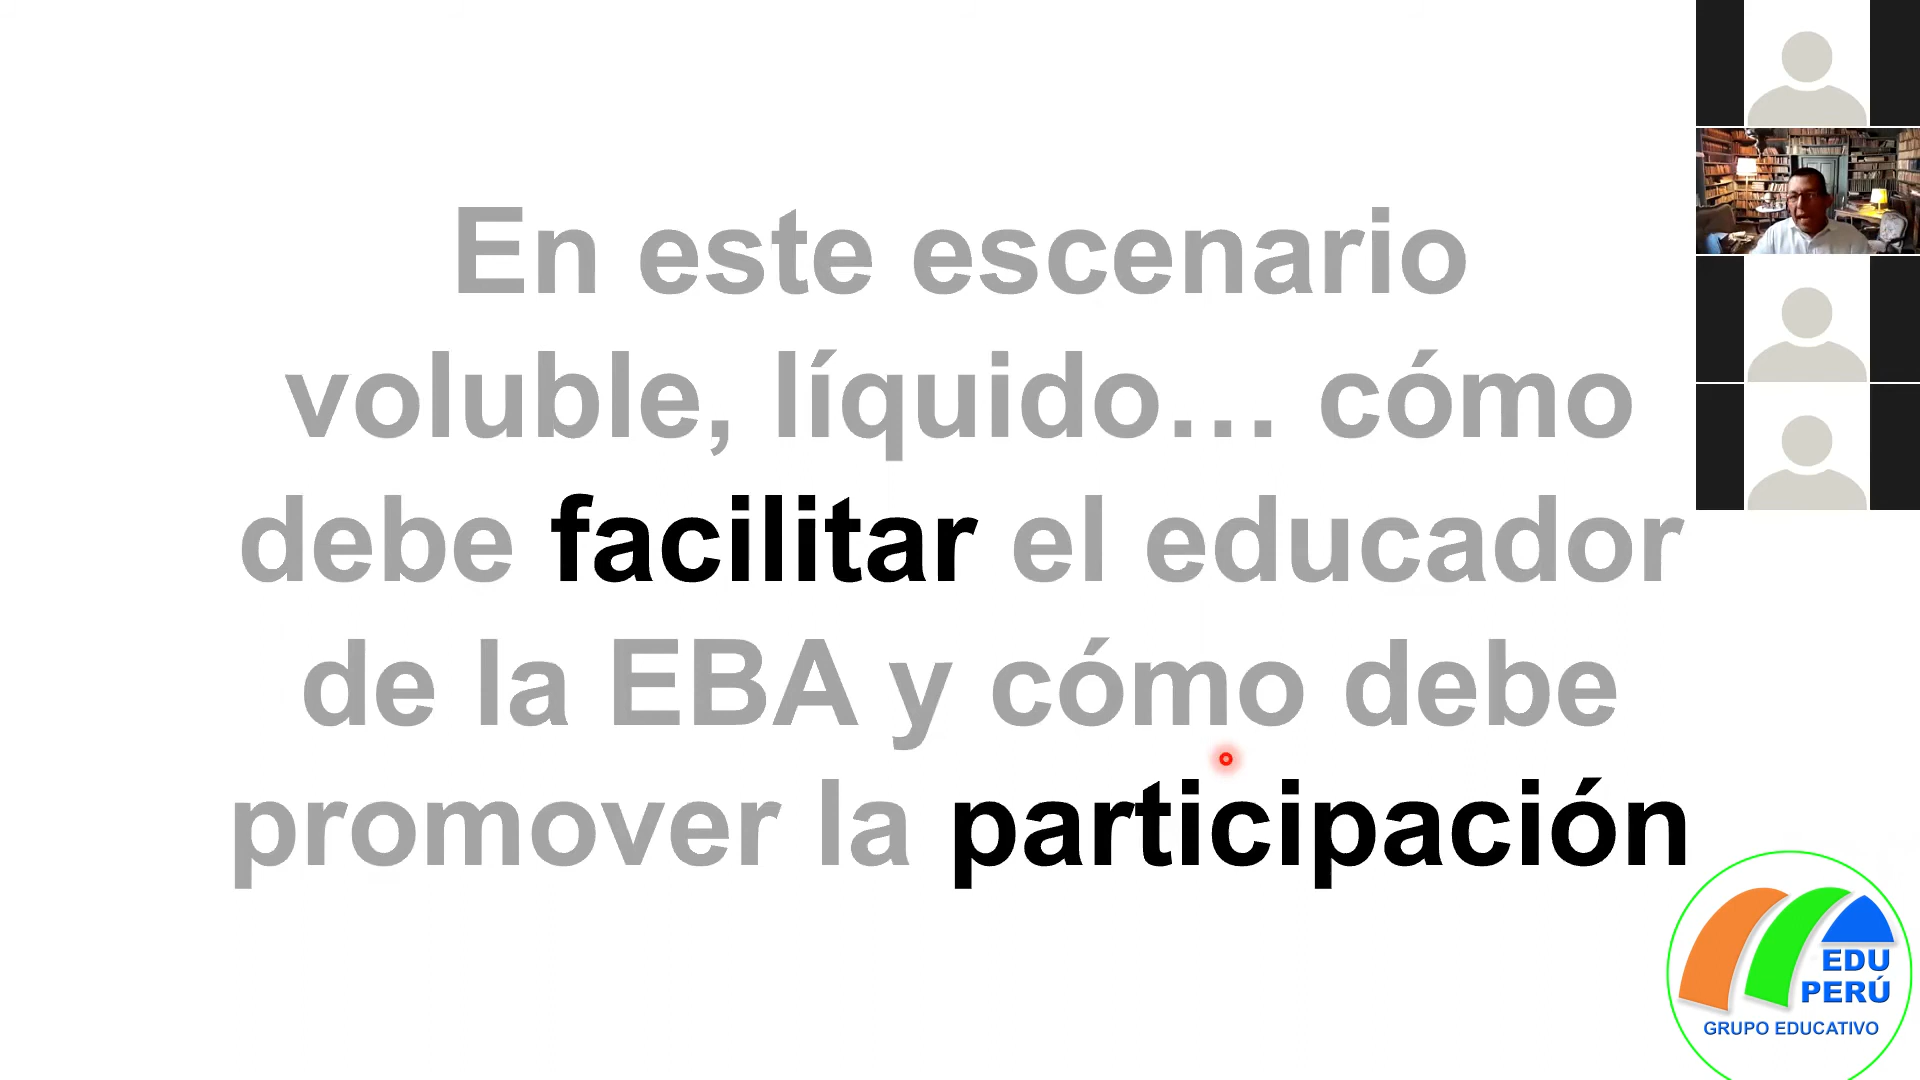 En este escenario
voluble, líquido... cómo
debe facilitar el educador
de la EBA y cómo debe
promover la participación
EDU
PERÚ
GRUPO EDUCATIVO